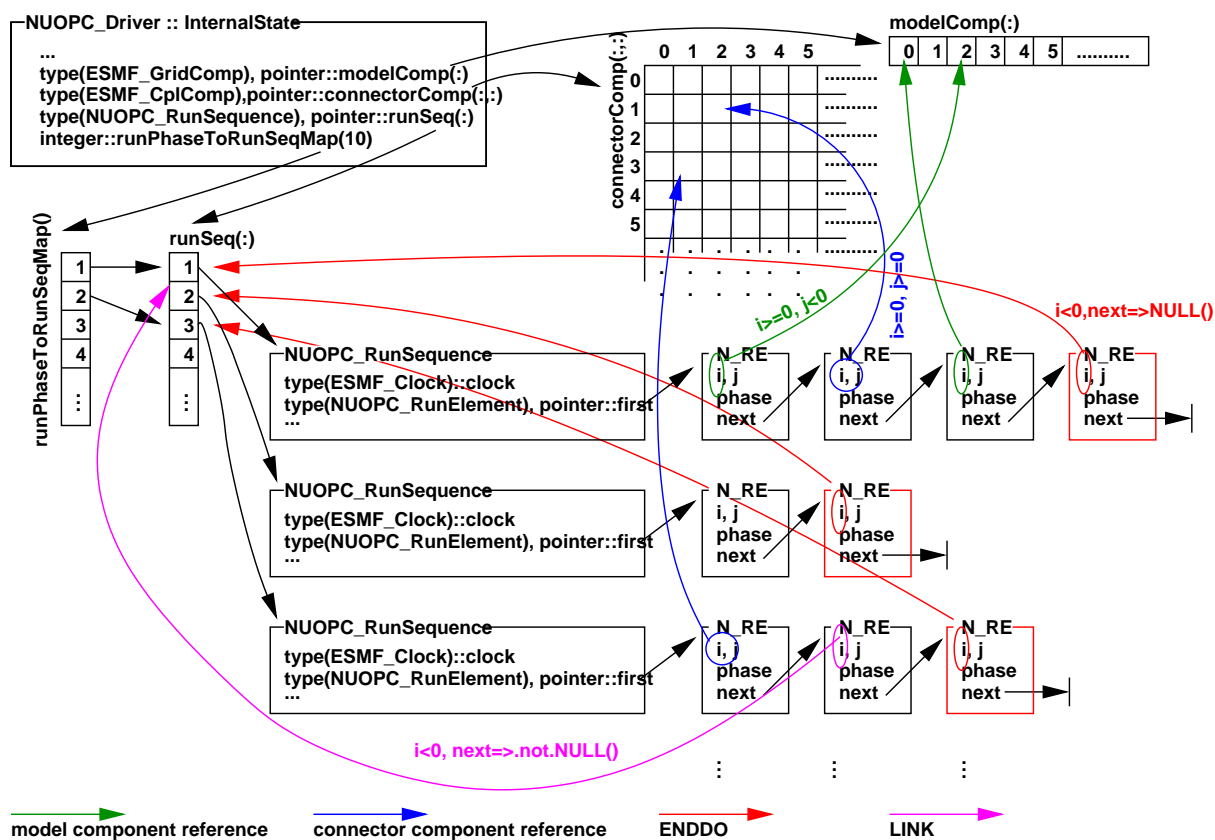 NUOPC_Driver :: InternalState
...
type(ESMF_GridComp), pointer::modelComp(:)
type(ESMF_CplComp),pointer::connectorComp(:,:)
type(NUOPC_RunSequence), pointer::runSeq(:)
integer::runPhaseToRunSeqMap(10)
connectorComp(:,:)
0 1 2 3 4 5
0
1
2
3
4
5
modelComp(:)
0 1 2 3 4 5 ..........
runPhaseToRunSeqMap()
1
2
3
4
runSeq(:)
1
2
3
4
i>=0, j<0
i>=0, j>=0
i<0,next=>NULL()
NUOPC_RunSequence
type(ESMF_Clock)::clock
type(NUOPC_RunElement), pointer::first
...
N_RE
i, j
phase
next
N_RE
i, j
phase
next
N_RE
i, j
phase
next
N_RE
i, j
phase
next
NUOPC_RunSequence
type(ESMF_Clock)::clock
type(NUOPC_RunElement), pointer::first
...
N_RE
i, j
phase
next
N_RE
i, j
phase
next
NUOPC_RunSequence
type(ESMF_Clock)::clock
type(NUOPC_RunElement), pointer::first
...
N_RE
i, j
phase
next
N_RE
i, j
phase
next
N_RE
i, j
phase
next
i<0, next=>.not.NULL()
model component reference
connector component reference
ENDDO
LINK